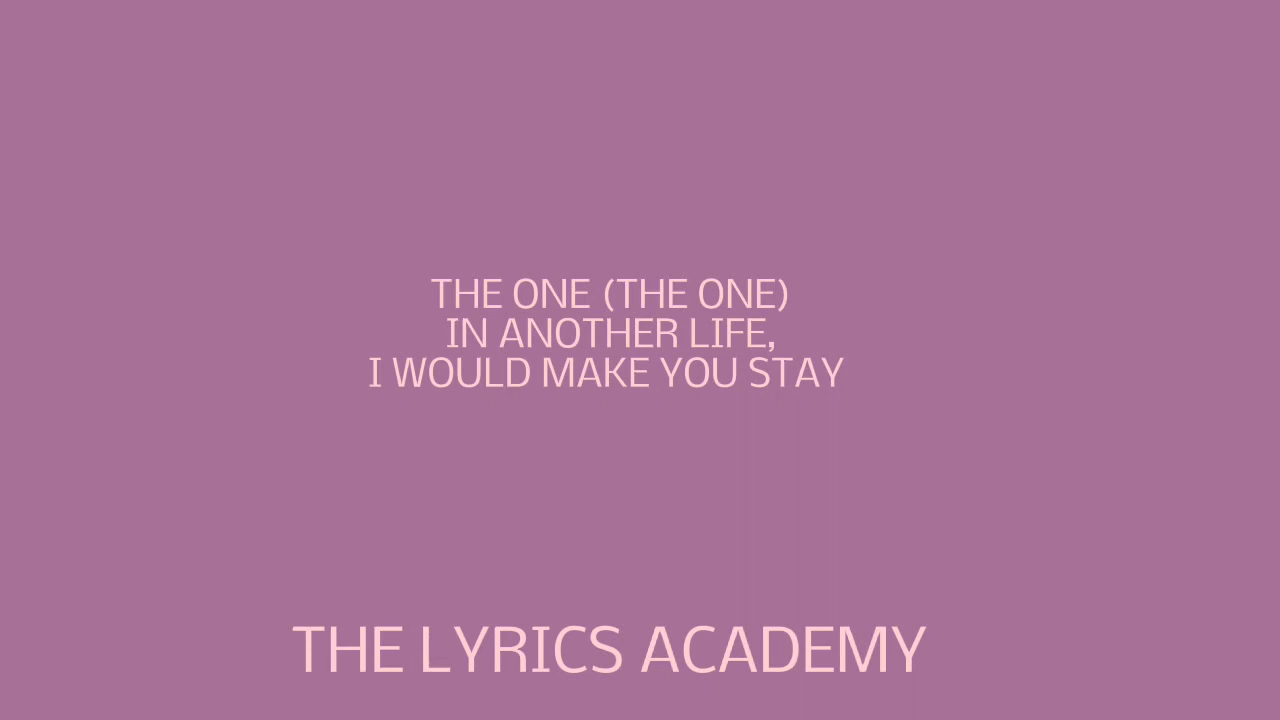 THE ONE (THE ONE)
IN ANOTHER LIFE,
I WOULD MAKE YOU STAY
THE LYRICS ACADEMY